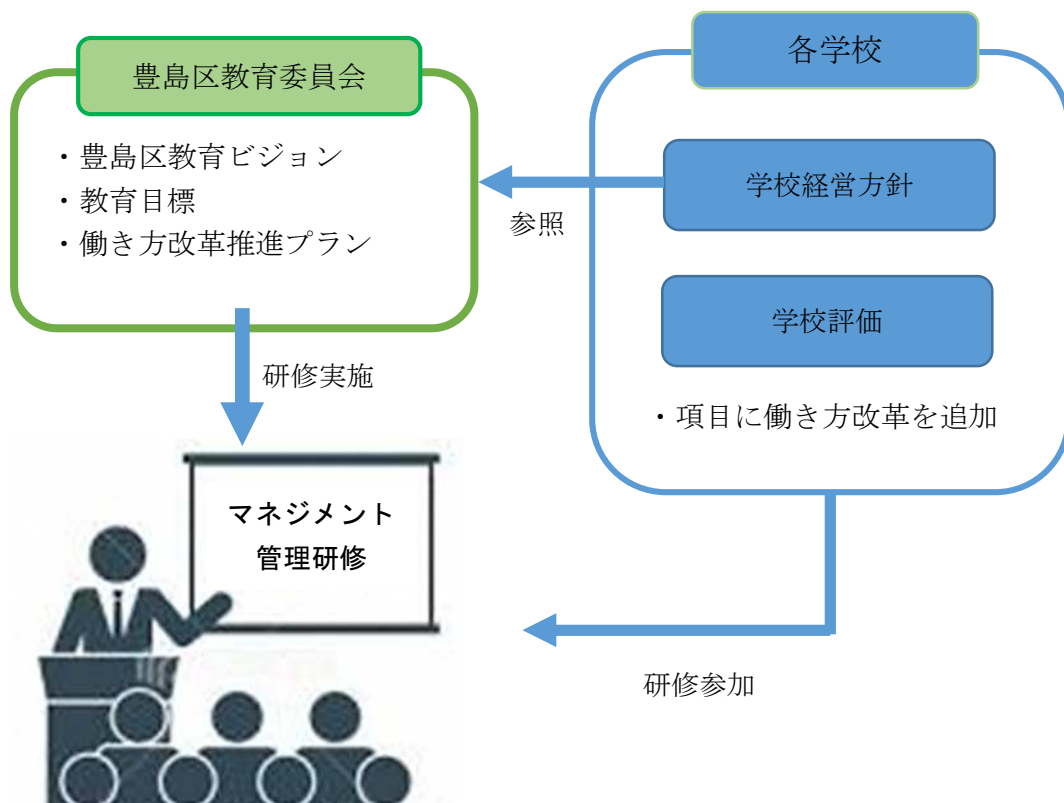 豊島区教育委員会
・豊島区教育ビジョン
・教育目標
・働き方改革推進プラン
各学校
学校経営方針
参照
学校評価
・項目に働き方改革を追加
研修実施
マネジメント
管理研修
研修参加